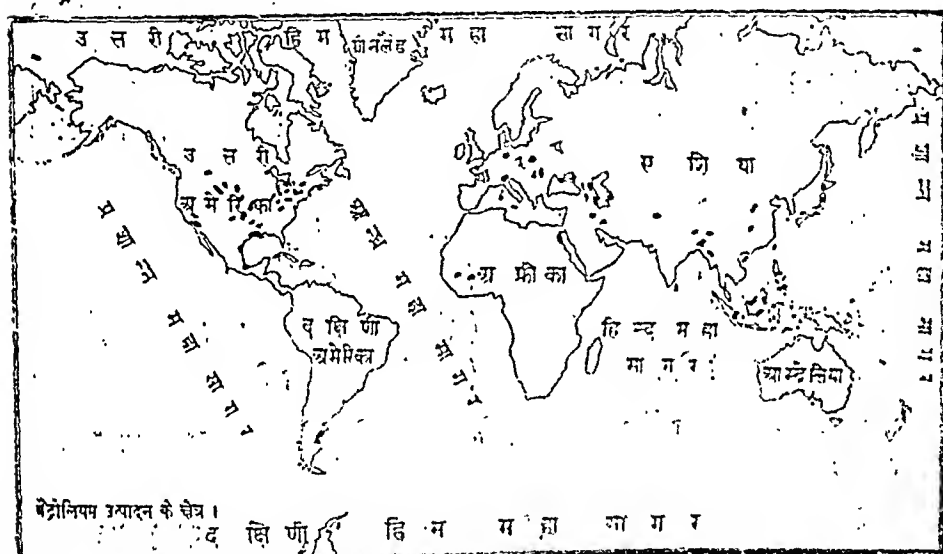 उत्तरी हिम महा सागर
ग्रीनलैंड
उत्तरी
अमेरिका
एशिया
प्रशान्त महासागर
महासागर
प्रशान्त महासागर
अफ्रीका
दक्षिणी
अमेरिका
हिन्द महा
सागर
आस्ट्रेलिया
पेट्रोलियम उत्पादन के क्षेत्र ।
दक्षिणी हिम महा सागर